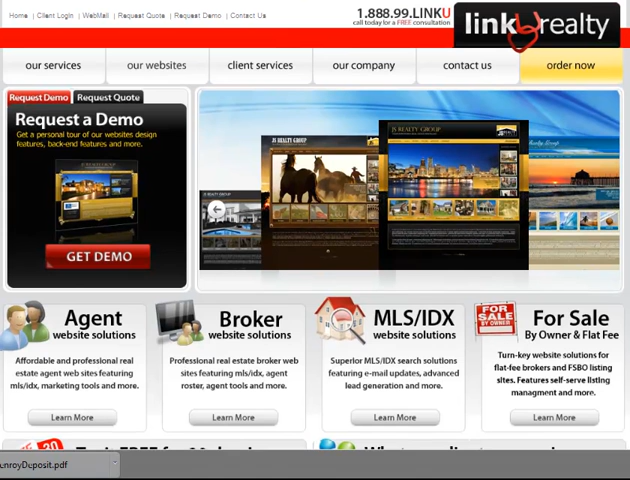 Home | Client Login | WebMail | Request Quote | Request Demo | Contact Us
1.888.99.LINKU
call today for a FREE consultation
linkurealty
our services
our websites
client services
our company
contact us
order now
Request Demo
Request Quote
Request a Demo
Get a personal tour of our websites design
features, back-end features and more.
GET DEMO
JS REALTY GROUP
JS REALTY GROUP
Agent
website solutions
Affordable and professional real
estate agent web sites featuring
mls/idx, marketing tools and more.
Learn More
Broker
website solutions
Professional real estate broker web
sites featuring mls/idx, agent
roster, agent tools and more.
Learn More
MLS/IDX
website solutions
Superior MLS/IDX search solutions
featuring e-mail updates, advanced
lead generation and more.
Learn More
FOR SALE
BY OWNER
For Sale
By Owner & Flat Fee
Turn-key website solutions for
flat-fee brokers and FSBO listing
sites. Features self-serve listing
managment and more.
Learn More
enroyDeposit.pdf